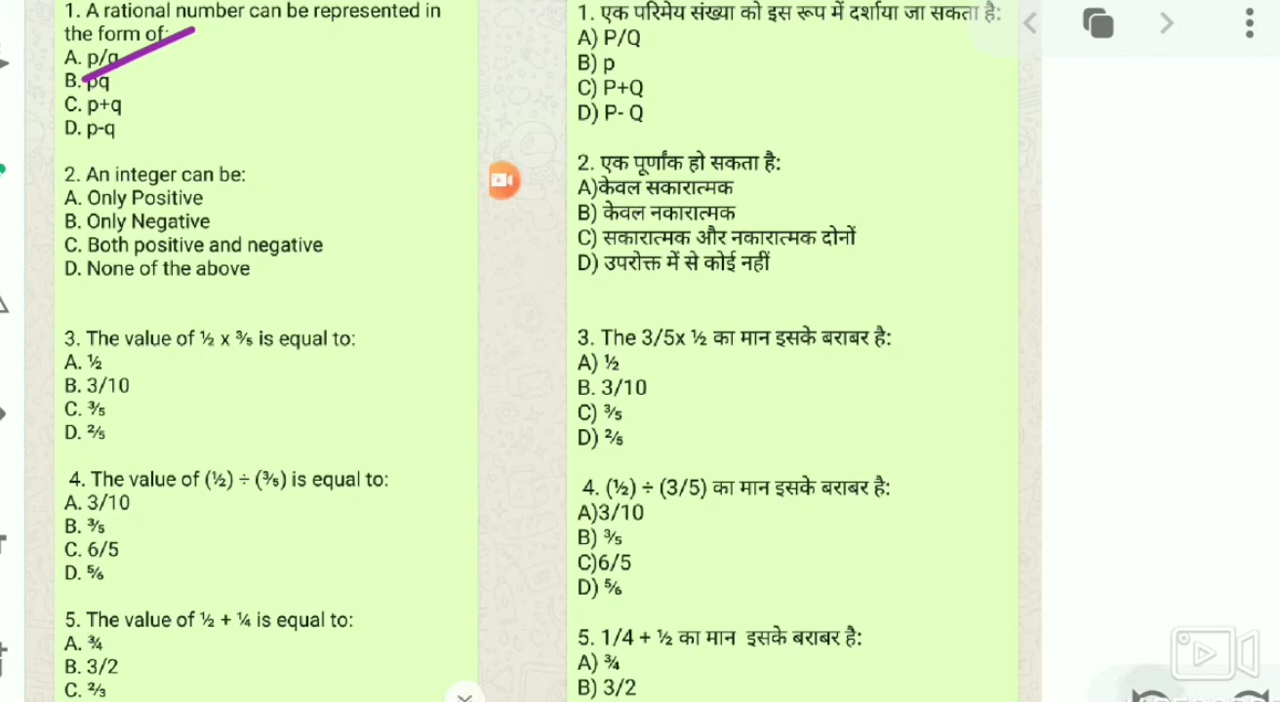 1. A rational number can be represented in
the form of:
A. p/q
B. pq
C. p+q
D. p-q
2. An integer can be:
A. Only Positive
B. Only Negative
C. Both positive and negative
D. None of the above
3. The value of ½ x ⅗ is equal to:
A. ½
B. 3/10
C. ⅗
D. ⅖
4. The value of (½) ÷ (⅗) is equal to:
A. 3/10
B. ⅗
C. 6/5
D. ⅚
5. The value of ½ + ¼ is equal to:
A. ¾
B. 3/2
C. ⅔
1. एक परिमेय संख्या को इस रूप में दर्शाया जा सकता है:
A) P/Q
B) p
C) P+Q
D) P- Q
2. एक पूर्णांक हो सकता है:
A)केवल सकारात्मक
B) केवल नकारात्मक
C) सकारात्मक और नकारात्मक दोनों
D) उपरोक्त में से कोई नहीं
3. The 3/5x ½ का मान इसके बराबर है:
A) ½
B. 3/10
C) ⅗
D) ⅖
4. (½) ÷ (3/5) का मान इसके बराबर है:
A)3/10
B) ⅗
C)6/5
D) ⅚
5. 1/4 + ½ का मान इसके बराबर है:
A) ¾
B) 3/2